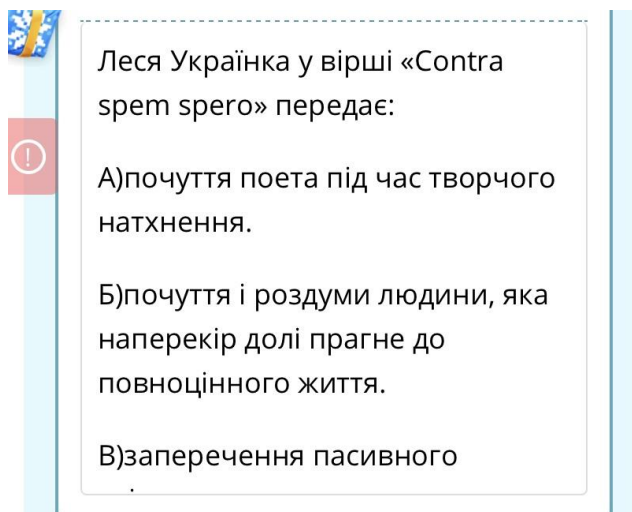 Леся Українка у вірші «Contra
spem spero» передає:
А)почуття поета під час творчого
натхнення.
Б)почуття і роздуми людини, яка
наперекір долі прагне до
повноцінного життя.
В)заперечення пасивного